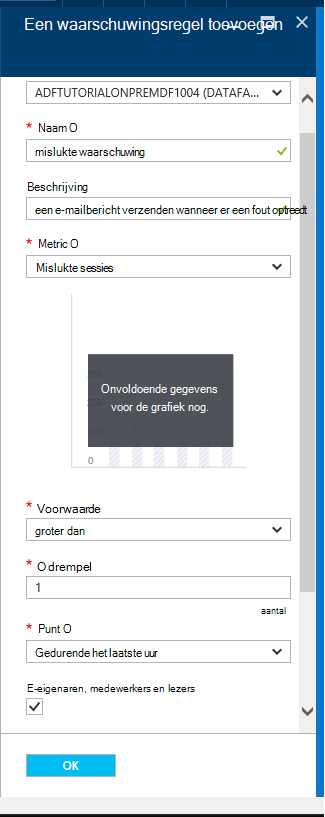 Een waarschuwingsregel toevoegen
ADFTUTORIALONPREMDF1004 (DATAFA...
* Naam O
mislukte waarschuwing
Beschrijving
een e-mailbericht verzenden wanneer er een fout optreedt
* Metric O
Mislukte sessies
Onvoldoende gegevens
voor de grafiek nog.
0
* Voorwaarde
groter dan
* O drempel
1
aantal
* Punt O
Gedurende het laatste uur
E-eigenaren, medewerkers en lezers
OK